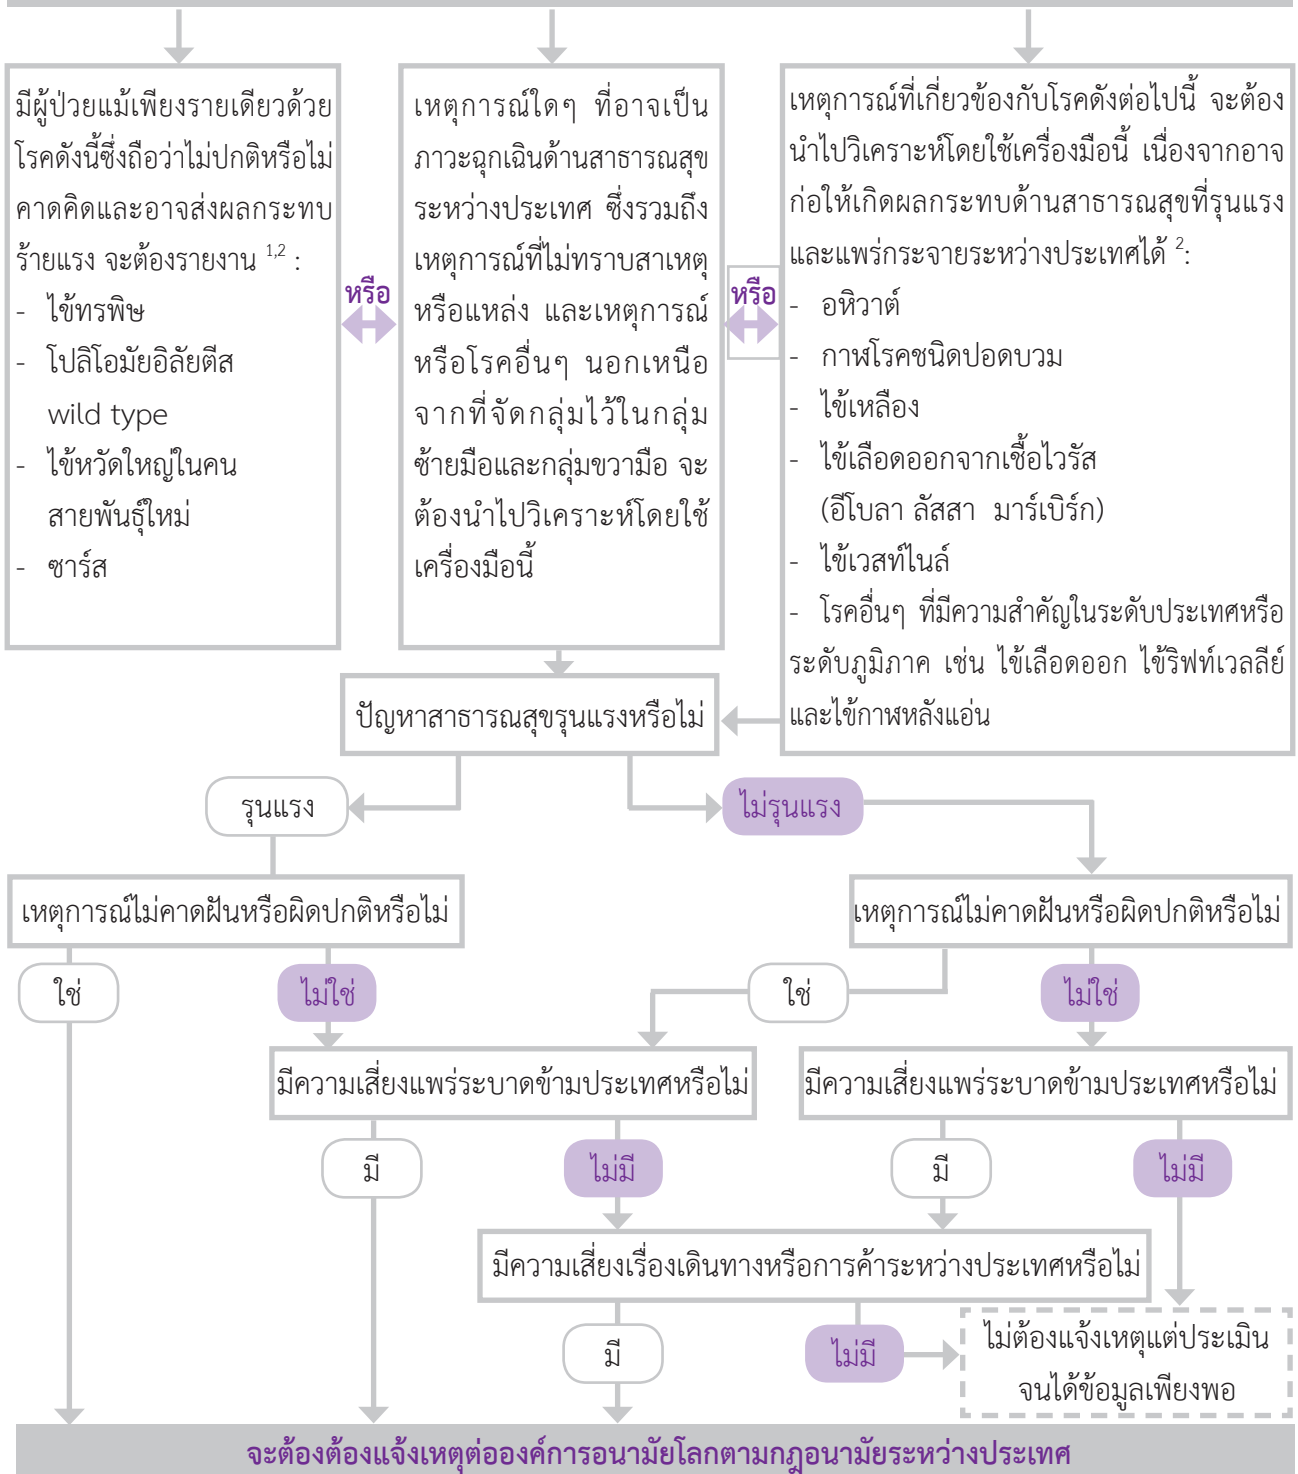 มีผู้ป่วยแม้เพียงรายเดียวด้วย
โรคดังนี้ซึ่งถือว่าไม่ปกติหรือไม่
คาดคิดและอาจส่งผลกระทบ
ร้ายแรง จะต้องรายงาน 1,2 :
- ไข้ทรพิษ
- โปลิโอมัยอิลัยตีส
wild type
- ไข้หวัดใหญ่ในคน
สายพันธุ์ใหม่
- ซาร์ส
หรือ
เหตุการณ์ใดๆ ที่อาจเป็น
ภาวะฉุกเฉินด้านสาธารณสุข
ระหว่างประเทศ ซึ่งรวมถึง
เหตุการณ์ที่ไม่ทราบสาเหตุ
หรือแหล่ง และเหตุการณ์
หรือโรคอื่นๆ นอกเหนือ
จากที่จัดกลุ่มไว้ในกลุ่ม
ซ้ายมือและกลุ่มขวามือ จะ
ต้องนำไปวิเคราะห์โดยใช้
เครื่องมือนี้
หรือ
เหตุการณ์ที่เกี่ยวข้องกับโรคดังต่อไปนี้ จะต้อง
นำไปวิเคราะห์โดยใช้เครื่องมือนี้ เนื่องจากอาจ
ก่อให้เกิดผลกระทบด้านสาธารณสุขที่รุนแรง
และแพร่กระจายระหว่างประเทศได้ 2:
- อหิวาต์
- กาฬโรคชนิดปอดบวม
- ไข้เหลือง
- ไข้เลือดออกจากเชื้อไวรัส
(อีโบลา ลัสสา มาร์เบิร์ก)
- ไข้เวสท์ไนล์
- โรคอื่นๆ ที่มีความสำคัญในระดับประเทศหรือ
ระดับภูมิภาค เช่น ไข้เลือดออก ไข้ริฟท์เวลลีย์
และไข้กาฬหลังแอ่น
ปัญหาสาธารณสุขรุนแรงหรือไม่
รุนแรง
ไม่รุนแรง
เหตุการณ์ไม่คาดฝันหรือผิดปกติหรือไม่
เหตุการณ์ไม่คาดฝันหรือผิดปกติหรือไม่
ใช่
ไม่ใช่
ใช่
ไม่ใช่
มีความเสี่ยงแพร่ระบาดข้ามประเทศหรือไม่
มีความเสี่ยงแพร่ระบาดข้ามประเทศหรือไม่
มี
ไม่มี
มี
ไม่มี
มีความเสี่ยงเรื่องเดินทางหรือการค้าระหว่างประเทศหรือไม่
มี
ไม่มี
ไม่ต้องแจ้งเหตุแต่ประเมิน
จนได้ข้อมูลเพียงพอ
จะต้องต้องแจ้งเหตุต่อองค์การอนามัยโลกตามกฎอนามัยระหว่างประเทศ